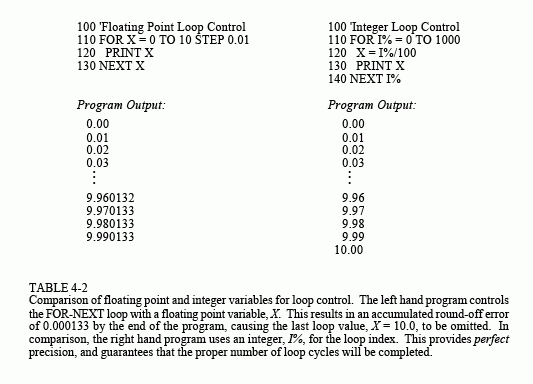 100 'Floating Point Loop Control
110 FOR X = 0 TO 10 STEP 0.01
120 PRINT X
130 NEXT X
Program Output:
0.00
0.01
0.02
0.03
⋮
9.960132
9.970133
9.980133
9.990133
100 'Integer Loop Control
110 FOR I% = 0 TO 1000
120 X = I%/100
130 PRINT X
140 NEXT I%
Program Output:
0.00
0.01
0.02
0.03
⋮
9.96
9.97
9.98
9.99
10.00
TABLE 4-2
Comparison of floating point and integer variables for loop control. The left hand program controls
the FOR-NEXT loop with a floating point variable, X. This results in an accumulated round-off error
of 0.000133 by the end of the program, causing the last loop value, X = 10.0, to be omitted. In
comparison, the right hand program uses an integer, I%, for the loop index. This provides perfect
precision, and guarantees that the proper number of loop cycles will be completed.